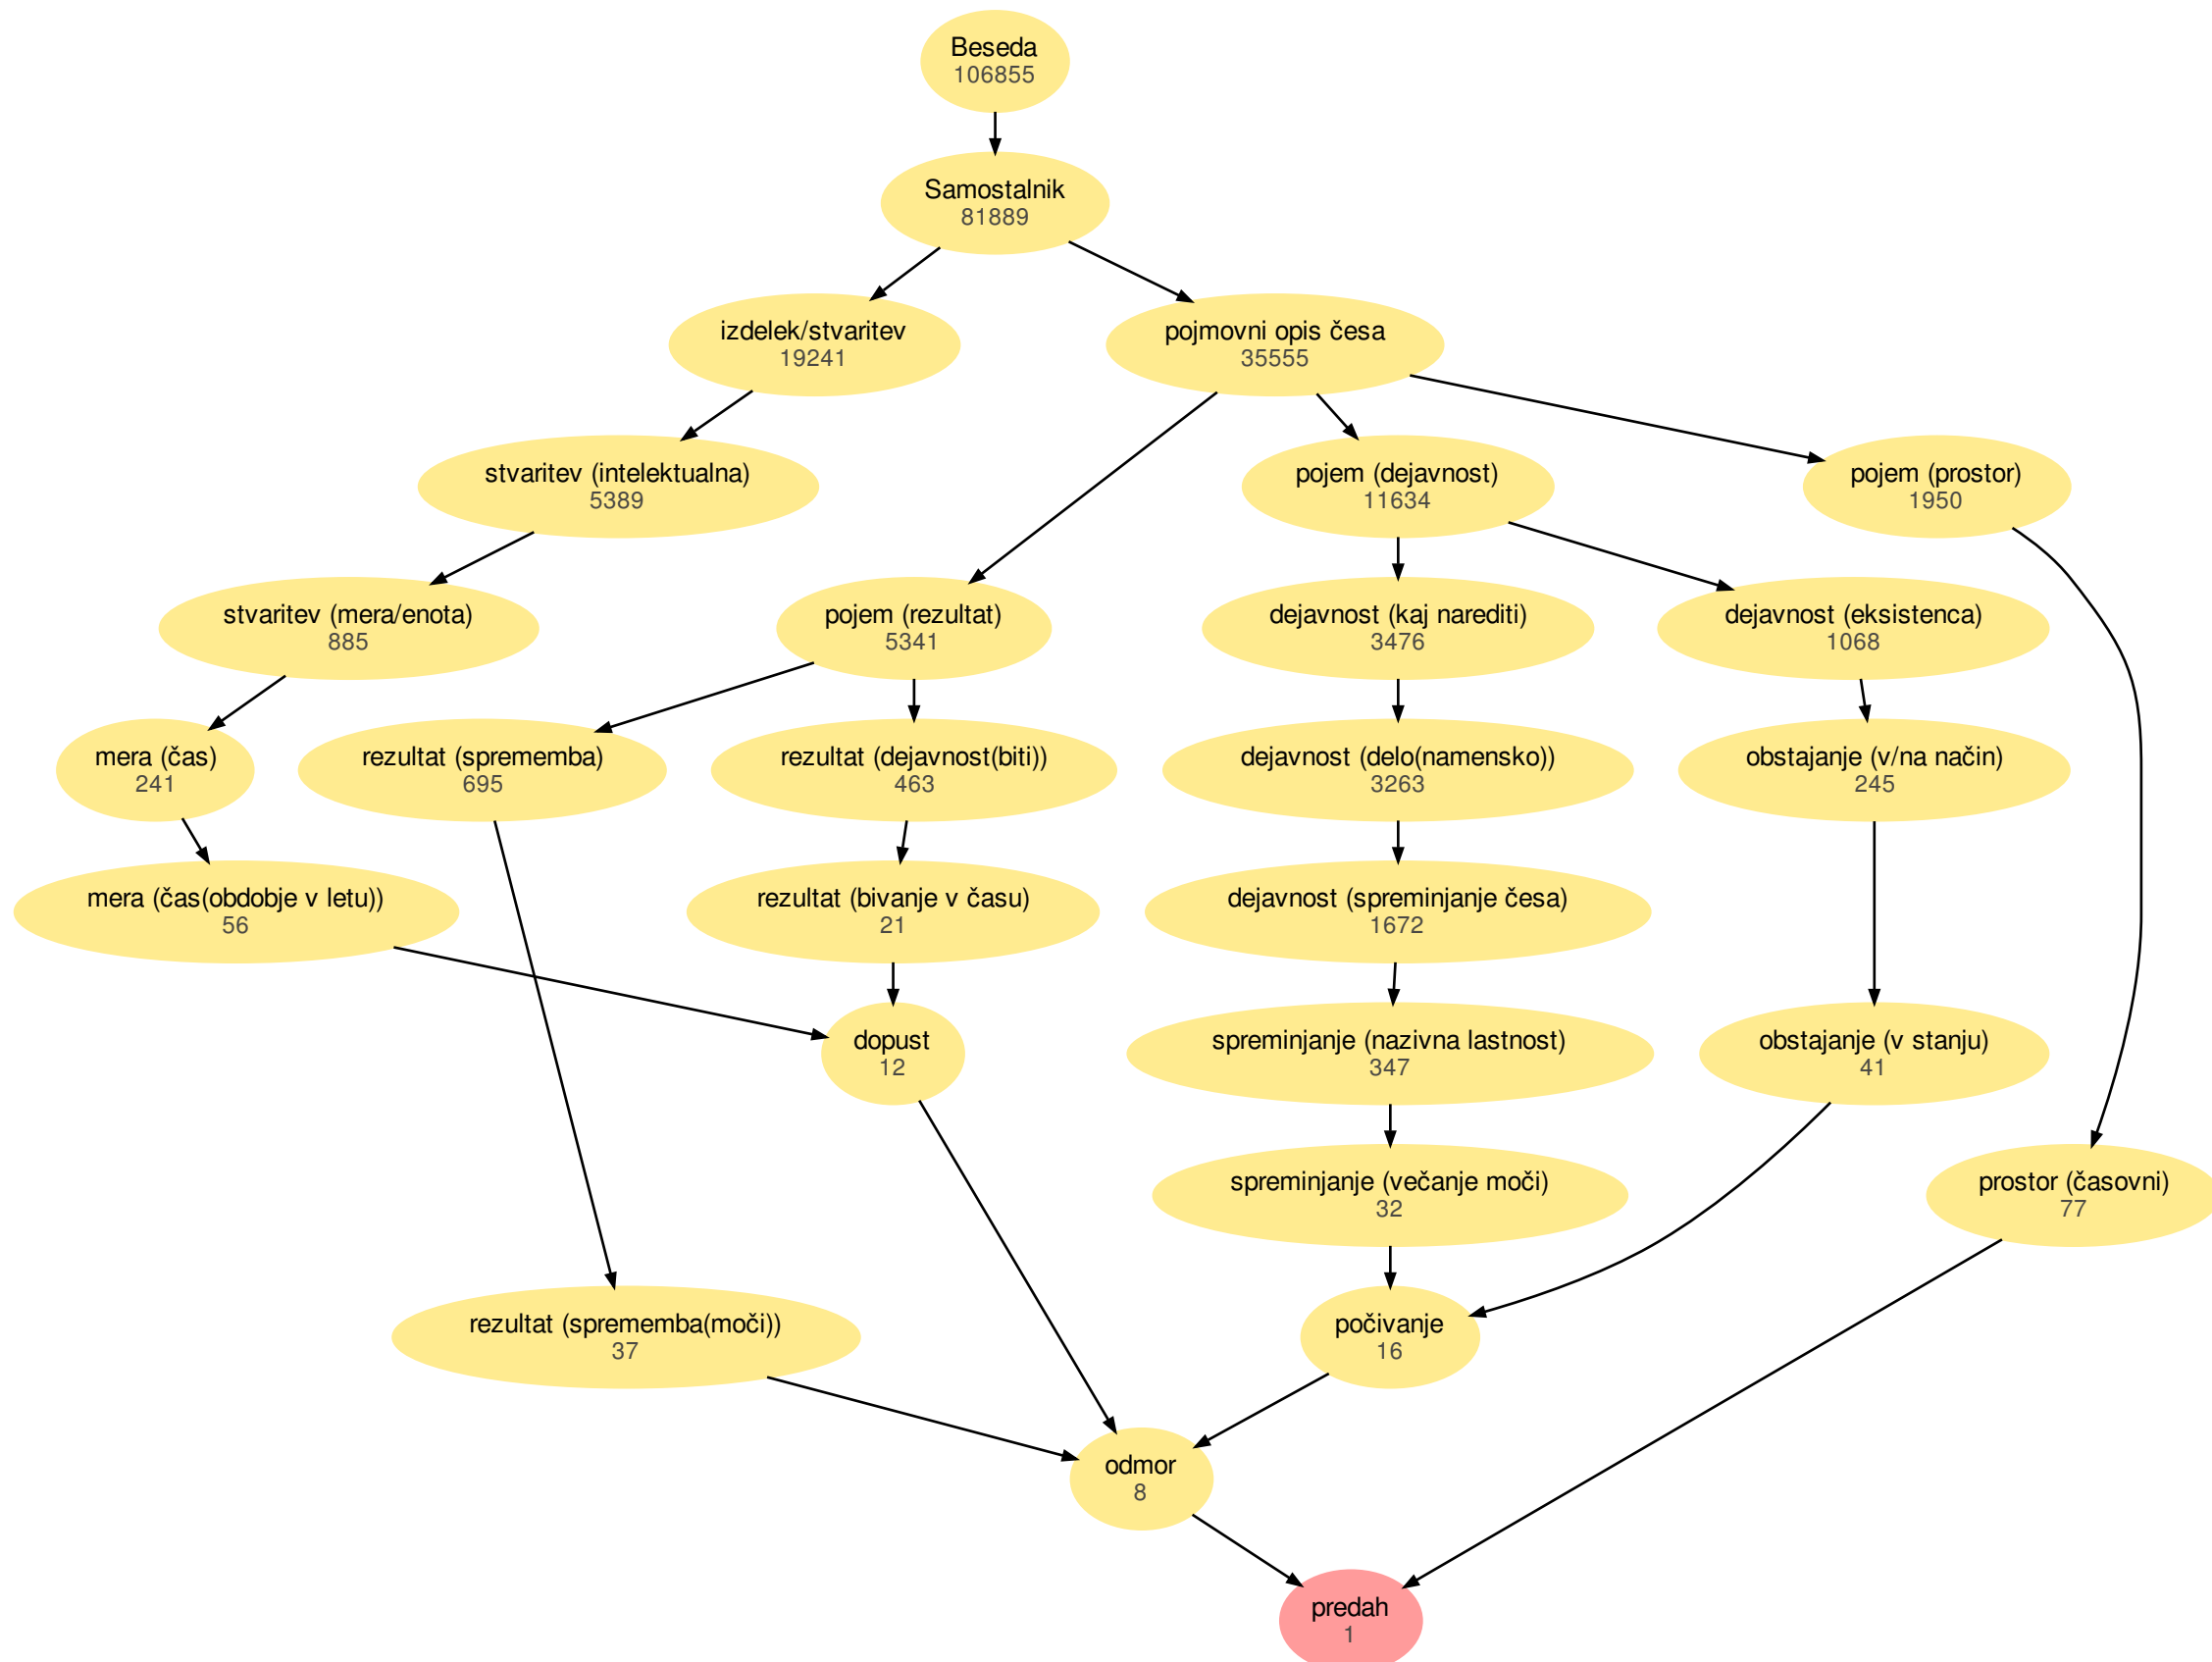 Beseda
106855
Samostalnik
81889
izdelek/stvaritev
19241
pojmovni opis česa
35555
stvaritev (intelektualna)
5389
pojem (dejavnost)
11634
pojem (prostor)
1950
stvaritev (mera/enota)
885
pojem (rezultat)
5341
dejavnost (kaj narediti)
3476
dejavnost (eksistenca)
1068
mera (čas)
241
rezultat (sprememba)
695
rezultat (dejavnost(biti))
463
dejavnost (delo(namensko))
3263
obstajanje (v/na način)
245
mera (čas(obdobje v letu))
56
rezultat (bivanje v času)
21
dejavnost (spreminjanje česa)
1672
dopust
12
spreminjanje (nazivna lastnost)
347
obstajanje (v stanju)
41
spreminjanje (večanje moči)
32
prostor (časovni)
77
rezultat (sprememba(moči))
37
počivanje
16
odmor
8
predah
1